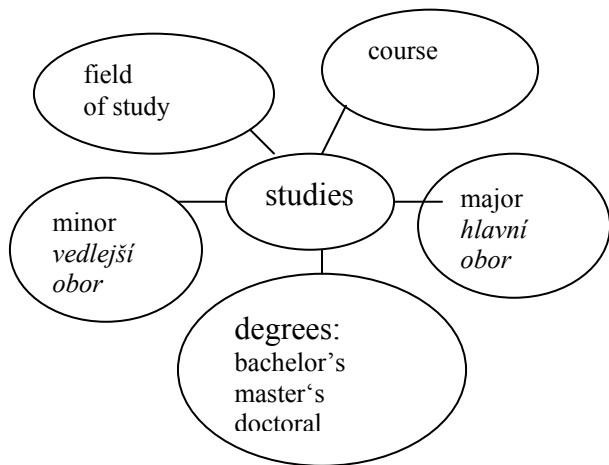 field
of study
course
studies
minor
vedlejší
obor
major
hlavní
obor
degrees:
bachelor’s
master‘s
doctoral